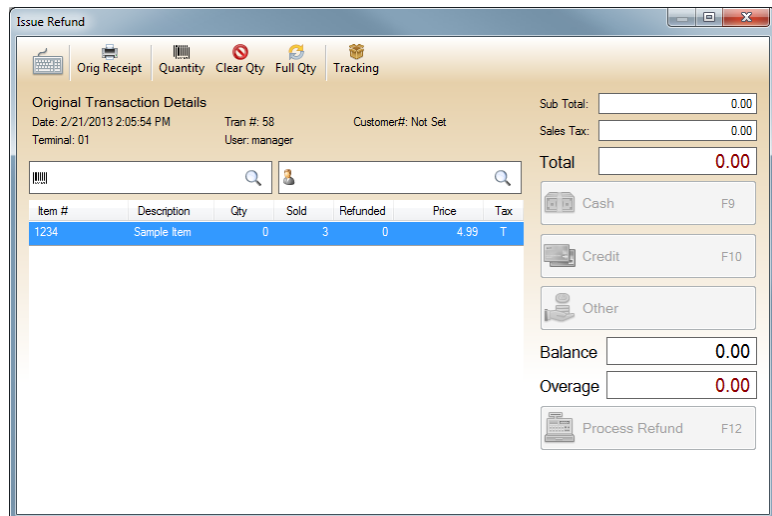 Issue Refund
Orig Receipt Quantity Clear Qty Full Qty Tracking
Original Transaction Details
Date: 2/21/2013 2:05:54 PM Tran #: 58 Customer#: Not Set
Terminal: 01 User: manager
Item # Description Qty Sold Refunded Price Tax
1234 Sample Item 0 3 0 4.99 T
Sub Total: 0.00
Sales Tax: 0.00
Total 0.00
Cash F9
Credit F10
Other
Balance 0.00
Overage 0.00
Process Refund F12